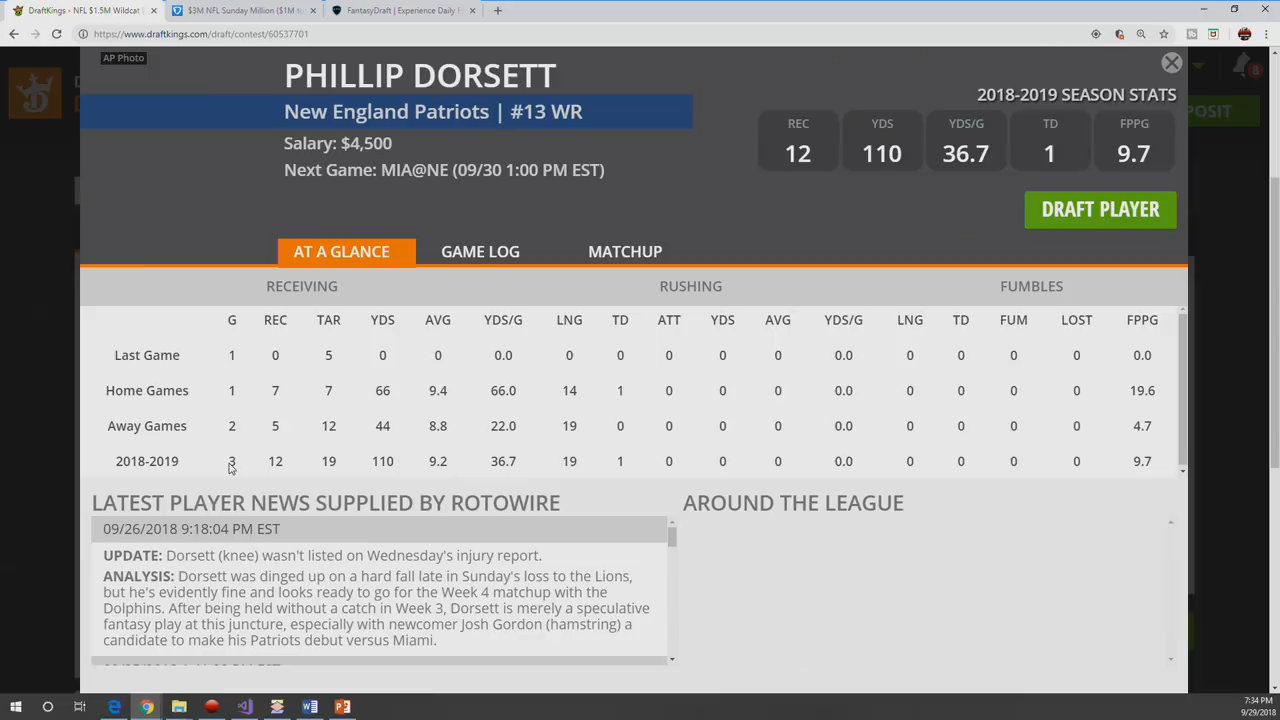 DraftKings - NFL $1.5M Wildcat
$3M NFL Sunday Million ($1M to
FantasyDraft | Experience Daily F
https://www.draftkings.com/draft/contest/60537701
AP Photo
PHILLIP DORSETT
New England Patriots | #13 WR
Salary: $4,500
Next Game: MIA@NE (09/30 1:00 PM EST)
2018-2019 SEASON STATS
REC YDS YDS/G TD FPPG
12 110 36.7 1 9.7
DRAFT PLAYER
AT A GLANCE GAME LOG MATCHUP
RECEIVING RUSHING FUMBLES
G REC TAR YDS AVG YDS/G LNG TD ATT YDS AVG YDS/G LNG TD FUM LOST FPPG
Last Game 1 0 5 0 0 0.0 0 0 0 0 0 0.0 0 0 0 0 0.0
Home Games 1 7 7 66 9.4 66.0 14 1 0 0 0 0.0 0 0 0 0 19.6
Away Games 2 5 12 44 8.8 22.0 19 0 0 0 0 0.0 0 0 0 0 4.7
2018-2019 3 12 19 110 9.2 36.7 19 1 0 0 0 0.0 0 0 0 0 9.7
LATEST PLAYER NEWS SUPPLIED BY ROTOWIRE
09/26/2018 9:18:04 PM EST
UPDATE: Dorsett (knee) wasn't listed on Wednesday's injury report.
ANALYSIS: Dorsett was dinged up on a hard fall late in Sunday's loss to the Lions,
but he's evidently fine and looks ready to go for the Week 4 matchup with the
Dolphins. After being held without a catch in Week 3, Dorsett is merely a speculative
fantasy play at this juncture, especially with newcomer Josh Gordon (hamstring) a
candidate to make his Patriots debut versus Miami.
AROUND THE LEAGUE
7:34 PM
9/29/2018